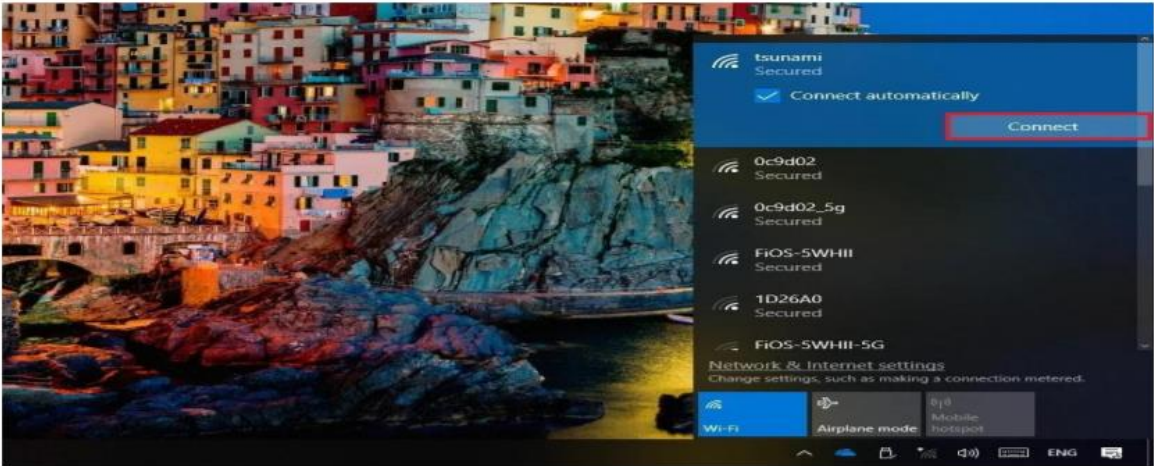 tsunami
Secured
Connect automatically
Connect
0c9d02
Secured
0c9d02_5g
Secured
FiOS-5WHII
Secured
1D26A0
Secured
FiOS-5WHII-5G
Network & Internet settings
Change settings, such as making a connection metered.
Wi-Fi
Airplane mode
Mobile
hotspot
ENG